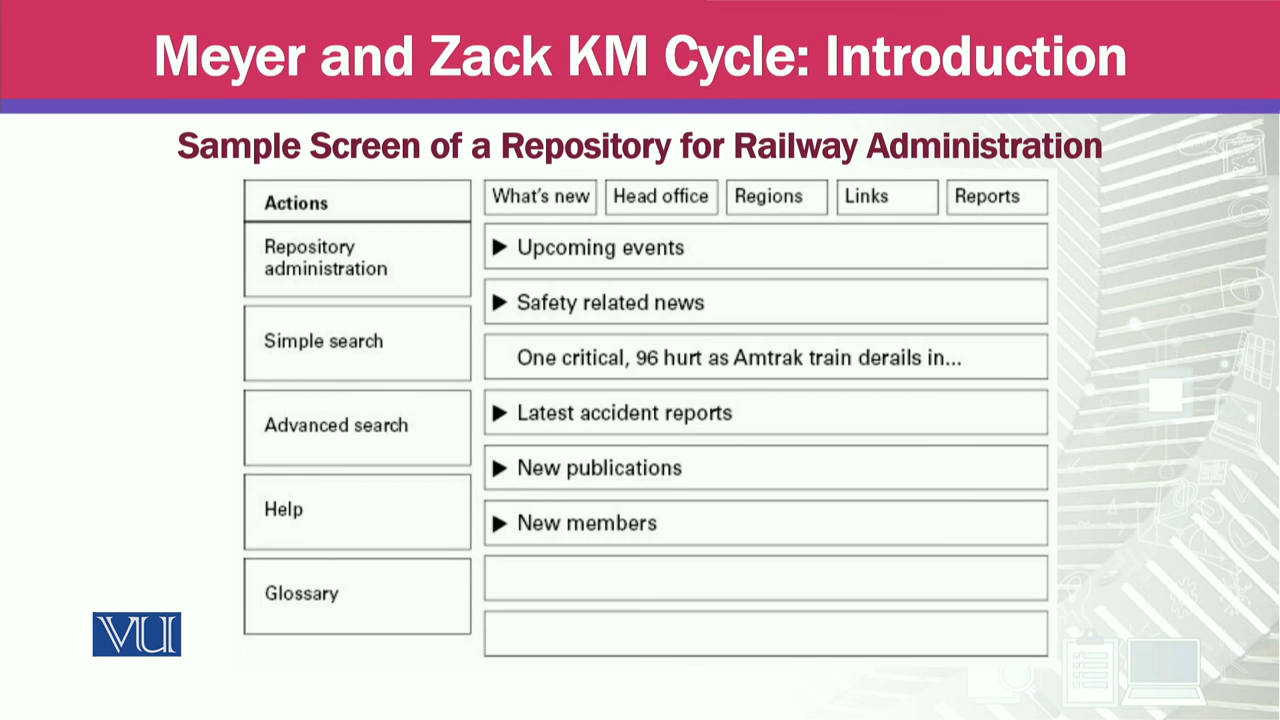 Meyer and Zack KM Cycle: Introduction
Sample Screen of a Repository for Railway Administration
Actions
Repository
administration
Simple search
Advanced search
Help
Glossary
What's new
Head office
Regions
Links
Reports
▶ Upcoming events
▶ Safety related news
One critical, 96 hurt as Amtrak train derails in...
▶ Latest accident reports
▶ New publications
▶ New members
VU